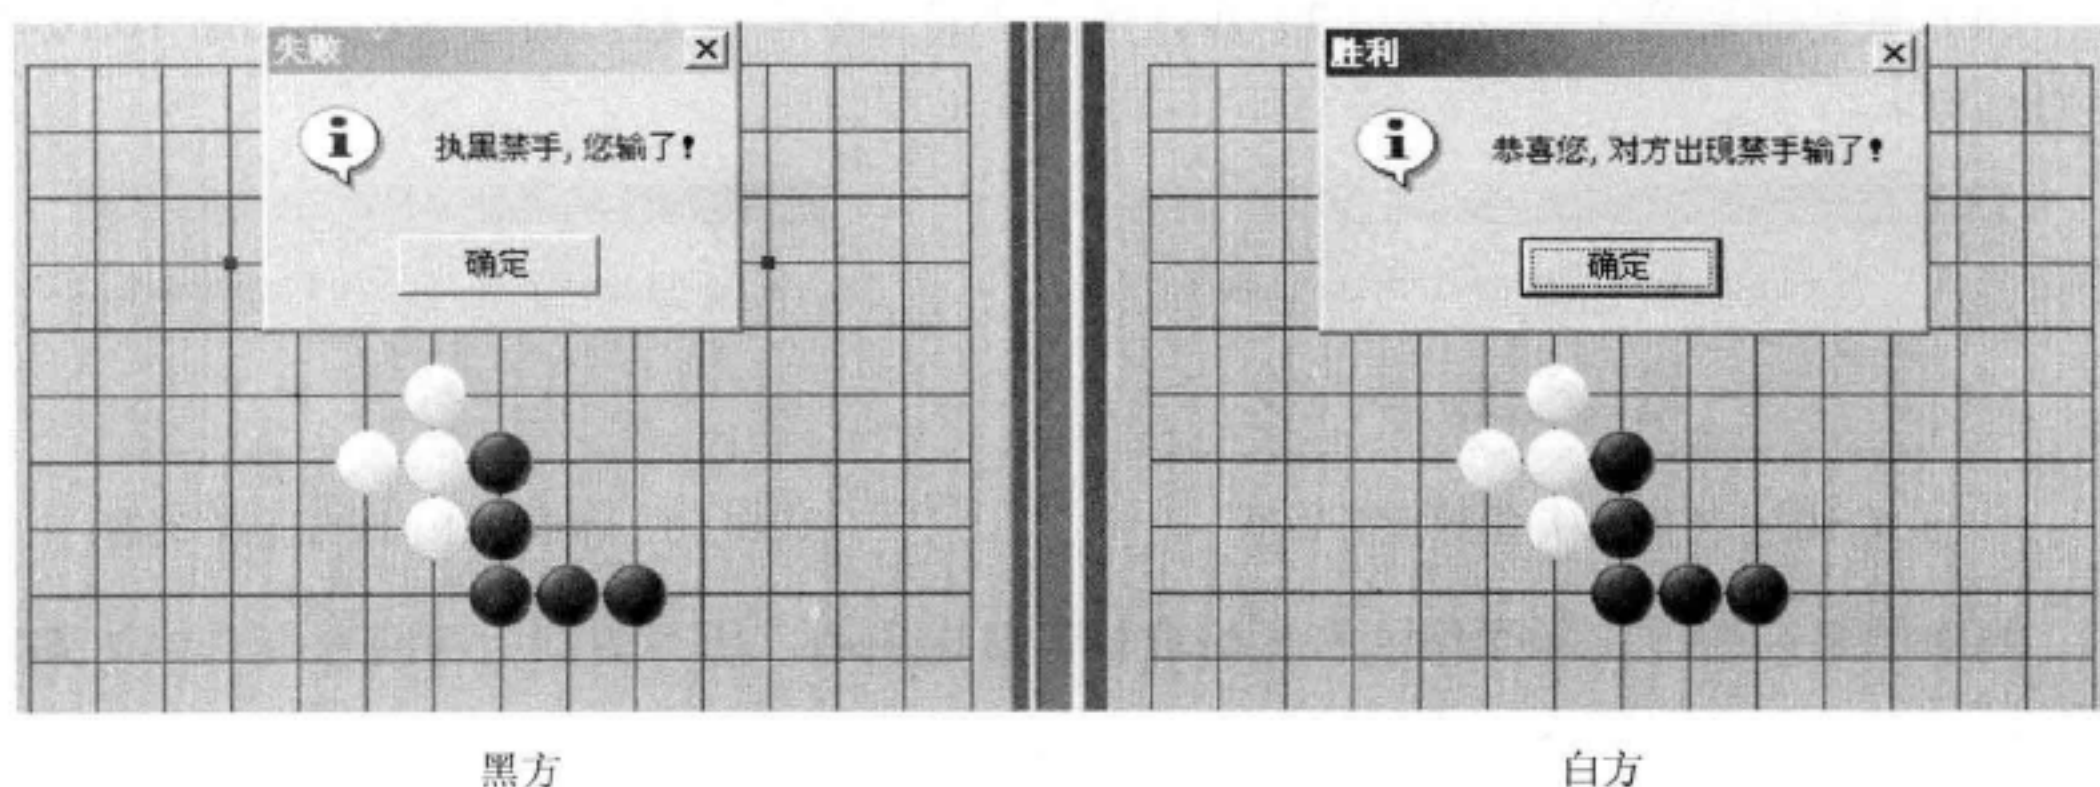 失败
执黑禁手, 您输了!
确定
胜利
恭喜您, 对方出现禁手输了!
确定
黑方
白方